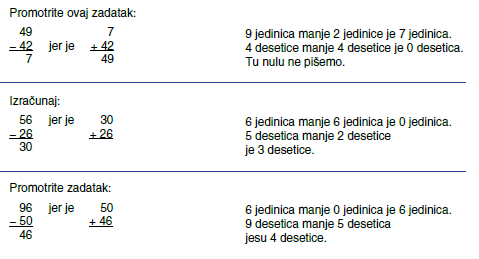 Promotrite ovaj zadatak:
49 7 9 jedinica manje 2 jedinice je 7 jedinica.
– 42 jer je + 42 4 desetice manje 4 desetice je 0 desetica.
7 49 Tu nulu ne pišemo.
Izračunaj:
56 jer je 30 6 jedinica manje 6 jedinica je 0 jedinica.
– 26 + 26 5 desetica manje 2 desetice
30 je 3 desetice.
Promotrite zadatak:
96 jer je 50 6 jedinica manje 0 jedinica je 6 jedinica.
– 50 + 46 9 desetica manje 5 desetica
46 jesu 4 desetice.